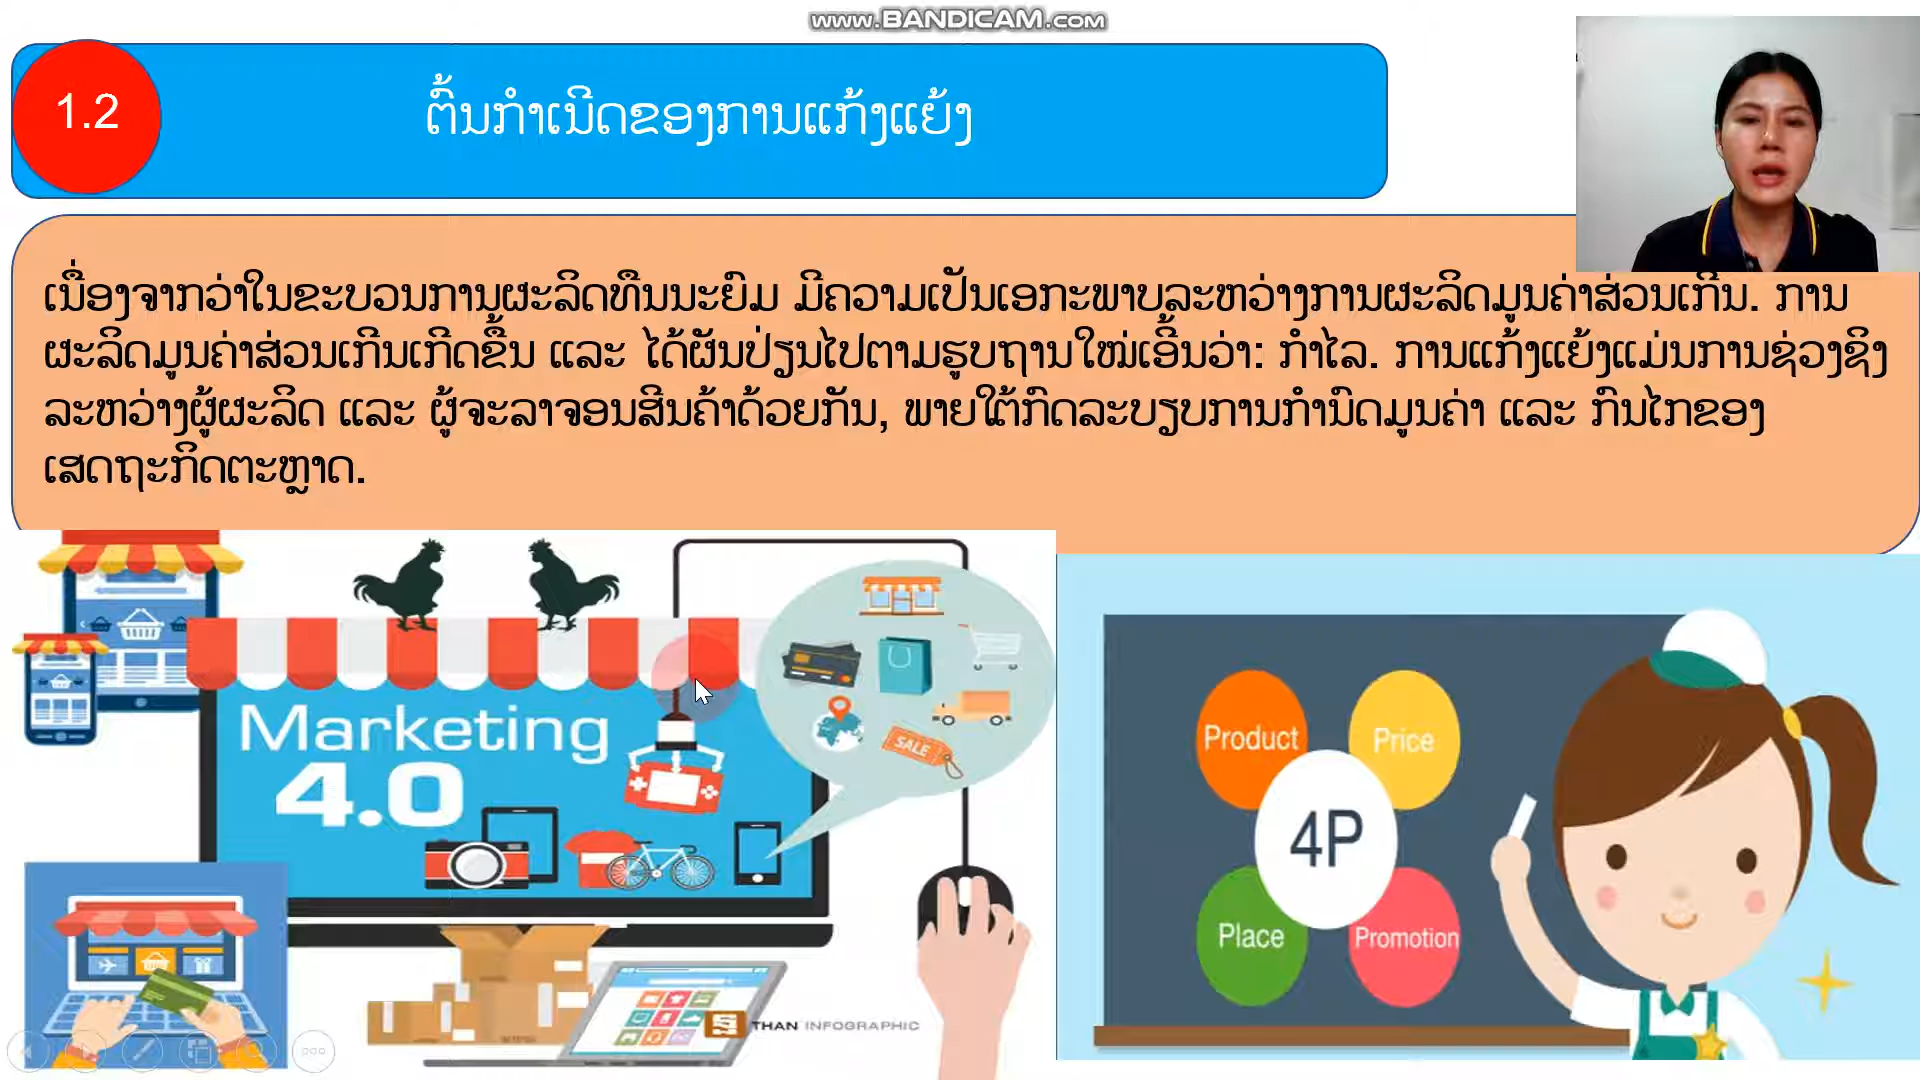 www.BANDICAM.com
1.2
ຕົ້ນກຳເນີດຂອງການແກ້ງແຍ້ງ
ເນື່ອງຈາກວ່າໃນຂະບວນການຜະລິດທືນນະຍົມ ມີຄວາມເປັນເອກະພາບລະຫວ່າງການຜະລິດມູນຄ່າສ່ວນເກີນ. ການ
ຜະລິດມູນຄ່າສ່ວນເກີນເກີດຂື້ນ ແລະ ໄດ້ຜັນປ່ຽນໄປຕາມຮູບຖານໃໝ່ເອີ້ນວ່າ: ກຳໄລ. ການແກ້ງແຍ້ງແມ່ນການຊ່ວງຊິງ
ລະຫວ່າງຜູ້ຜະລິດ ແລະ ຜູ້ຈະລາຈອນສີນຄ້າດ້ວຍກັນ, ພາຍໃຕ້ກົດລະບຽບການກຳນົດມູນຄ່າ ແລະ ກົນໄກຂອງ
ເສດຖະກິດຕະຫຼາດ.
Marketing
4.0
SALE
THAN INFOGRAPHIC
Product
Price
4P
Place
Promotion